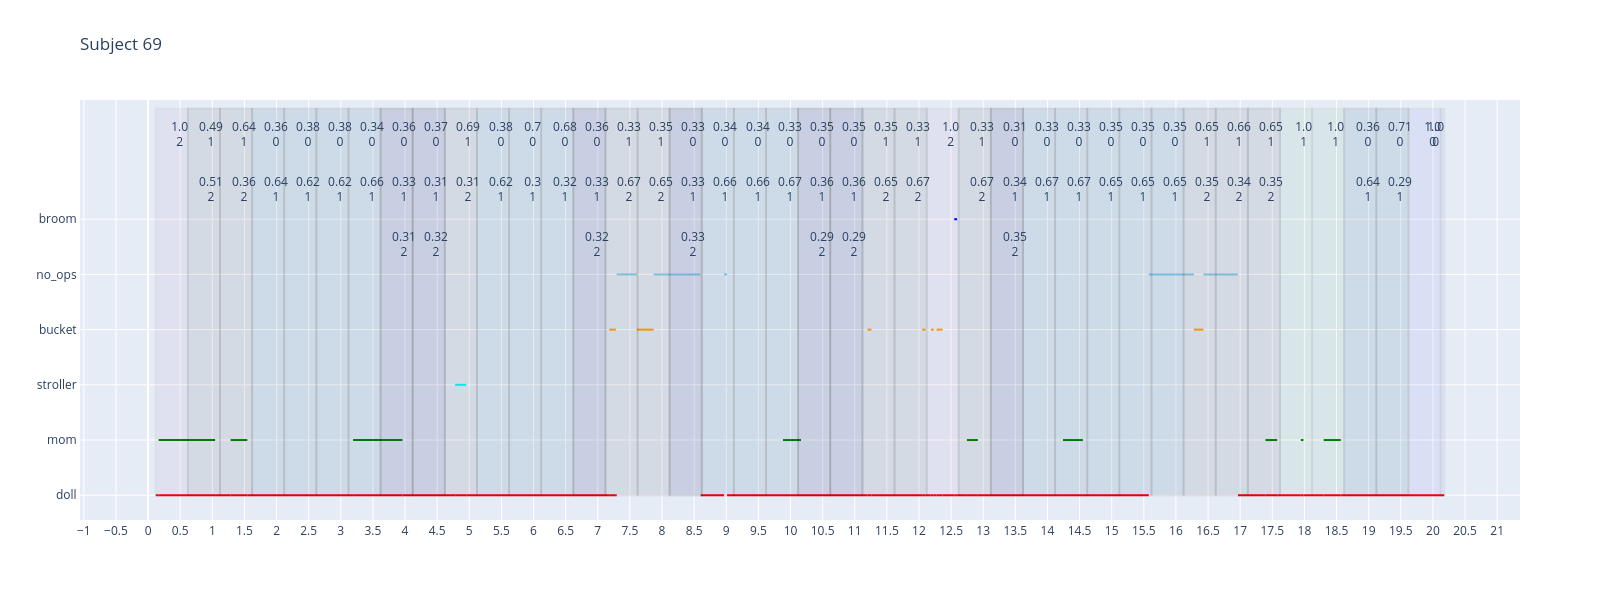 Subject 69
1.0 0.49 0.64 0.36 0.38 0.38 0.34 0.36 0.37 0.69 0.38 0.7 0.68 0.36 0.33 0.35 0.33 0.34 0.34 0.33 0.35 0.35 0.35 0.33 1.0 0.33 0.31 0.33 0.33 0.35 0.35 0.35 0.65 0.66 0.65 1.0 1.0 0.36 0.71
2 1 1 0 0 0 0 0 0 1 0 0 0 0 1 1 0 0 0 0 0 0 1 1 2 1 0 0 0 0 0 0 1 1 1 1 1 0 0
0.51 0.36 0.64 0.62 0.62 0.66 0.33 0.31 0.31 0.62 0.3 0.32 0.33 0.67 0.65 0.33 0.66 0.66 0.67 0.36 0.36 0.65 0.67 0.67 0.34 0.67 0.67 0.65 0.65 0.65 0.35 0.34 0.35 0.64 0.29
2 2 1 1 1 1 1 1 2 1 1 1 1 2 2 1 1 1 1 1 1 2 2 2 1 1 1 1 1 1 2 2 2 1 1
broom
0.31 0.32 0.32 0.33 0.29 0.29 0.35
2 2 2 2 2 2 2
no_ops
bucket
stroller
mom
doll
−1 −0.5 0 0.5 1 1.5 2 2.5 3 3.5 4 4.5 5 5.5 6 6.5 7 7.5 8 8.5 9 9.5 10 10.5 11 11.5 12 12.5 13 13.5 14 14.5 15 15.5 16 16.5 17 17.5 18 18.5 19 19.5 20 20.5 21